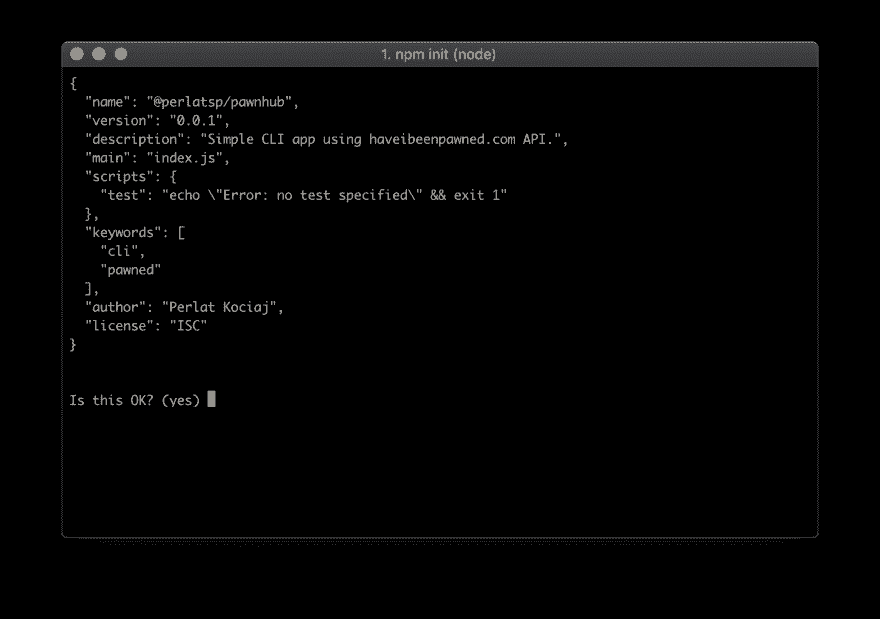 1. npm init (node)
{
  "name": "@perlatsp/pawnhub",
  "version": "0.0.1",
  "description": "Simple CLI app using haveibeenpawned.com API.",
  "main": "index.js",
  "scripts": {
    "test": "echo \"Error: no test specified\" && exit 1"
  },
  "keywords": [
    "cli",
    "pawned"
  ],
  "author": "Perlat Kociaj",
  "license": "ISC"
}
Is this OK? (yes)